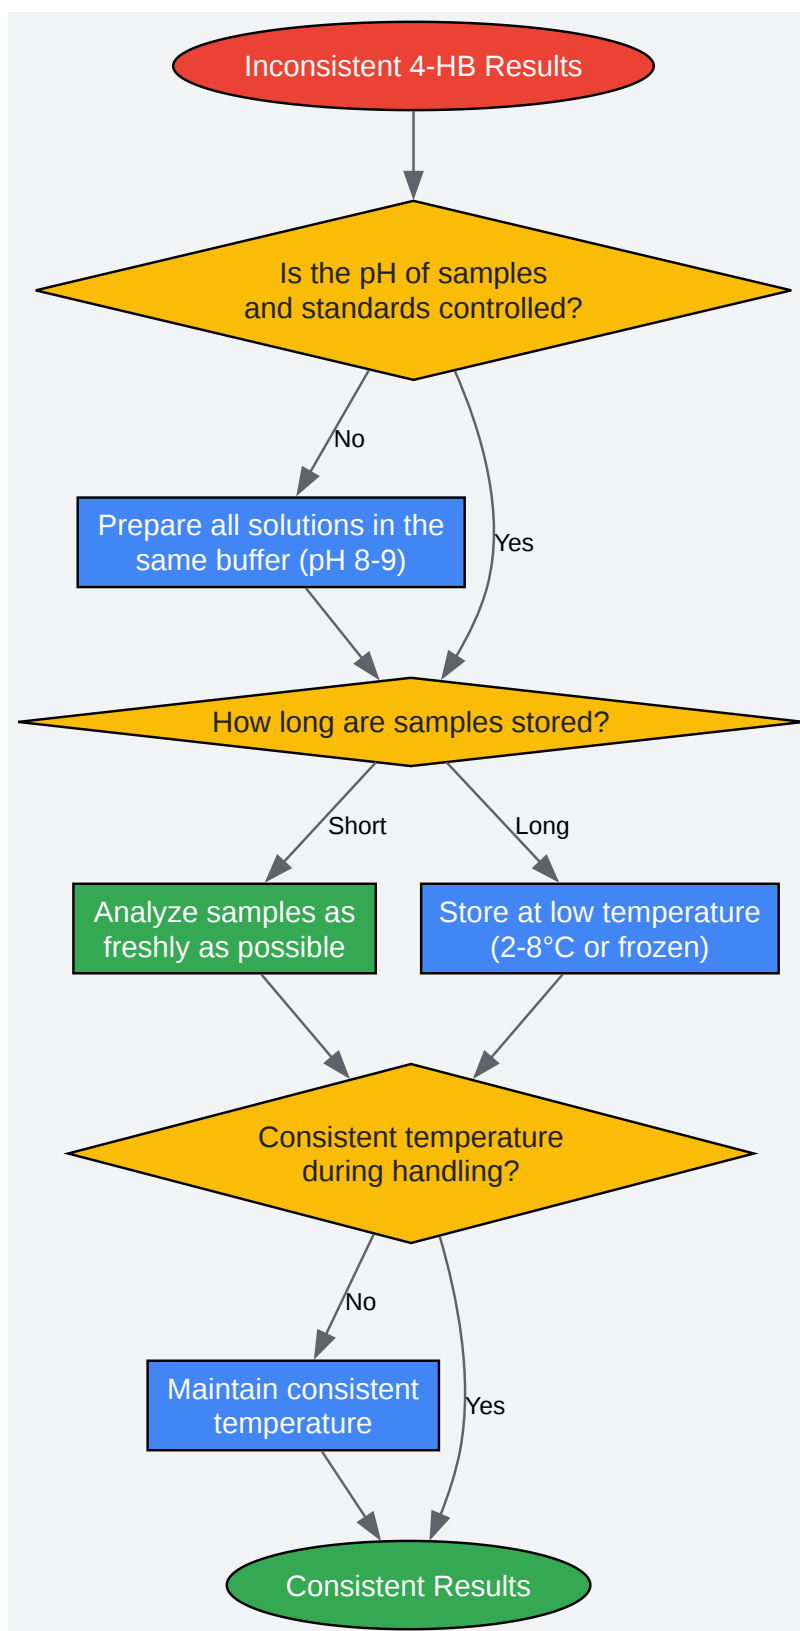 Inconsistent 4-HB Results
Is the pH of samples
and standards controlled?
No
Prepare all solutions in the
same buffer (pH 8-9)
Yes
How long are samples stored?
Short
Long
Analyze samples as
freshly as possible
Store at low temperature
(2-8°C or frozen)
Consistent temperature
during handling?
No
Maintain consistent
temperature
Yes
Consistent Results